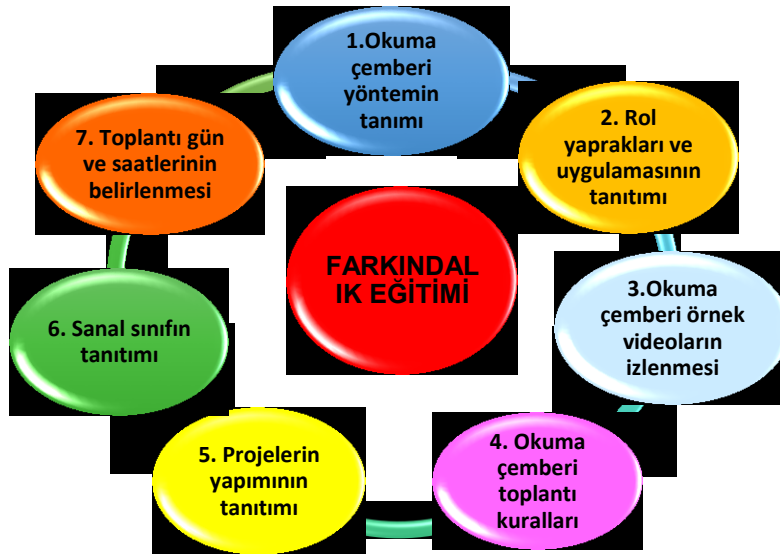 1.Okuma
çemberi
yöntemin
tanımı
2. Rol
yaprakları ve
uygulamasının
tanıtımı
3.Okuma
çemberi örnek
videoların
izlenmesi
4. Okuma
çemberi
toplantı
kuralları
5. Projelerin
yapımının
tanıtımı
6. Sanal sınıfın
tanıtımı
7. Toplantı gün
ve saatlerinin
belirlenmesi
FARKINDAL
IK EĞİTİMİ